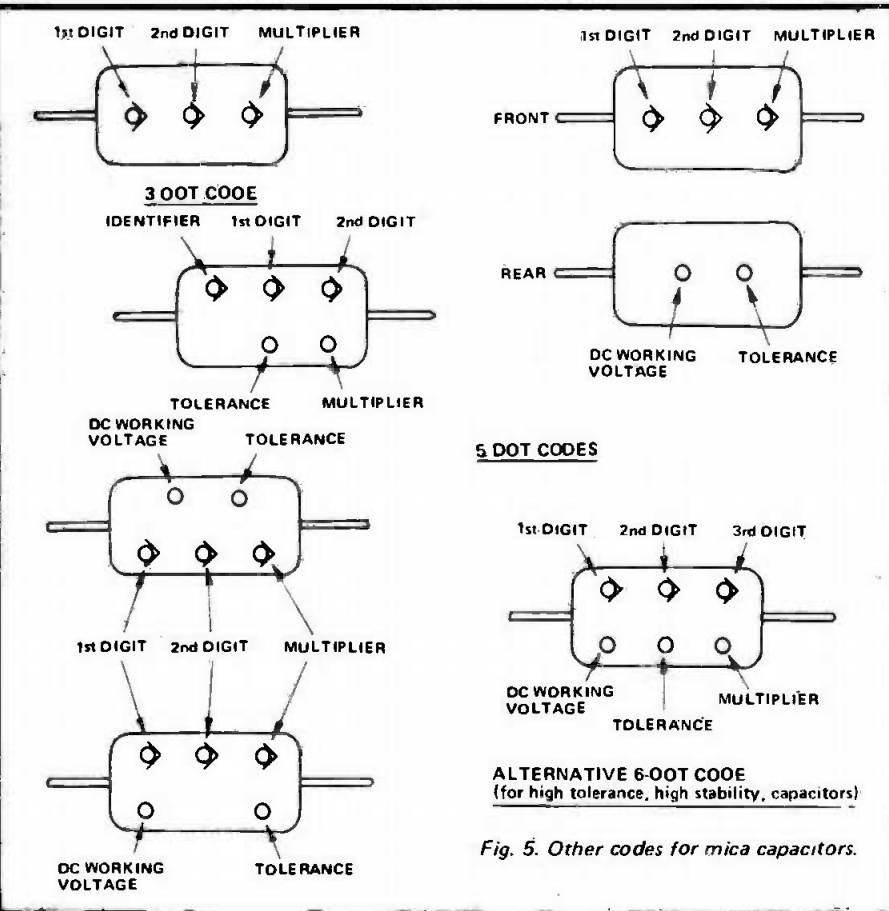 1st DIGIT 2nd DIGIT MULTIPLIER
3 OOT COOE
IDENTIFIER 1st OIGIT 2nd DIGIT
TOLERANCE MULTIPLIER
DC WORKING
VOLTAGE
TOLERANCE
1st DIGIT 2nd DIGIT MULTIPLIER
DC WORKING
VOLTAGE
TOLERANCE
1st DIGIT 2nd DIGIT MULTIPLIER
FRONT
REAR
DC WORKING
VOLTAGE
TOLERANCE
5 DOT CODES
1st DIGIT 2nd DIGIT 3rd DIGIT
DC WORKING
VOLTAGE
TOLERANCE
MULTIPLIER
ALTERNATIVE 6-OOT COOE
(for high tolerance, high stability, capacitors)
Fig. 5. Other codes for mica capacitors.